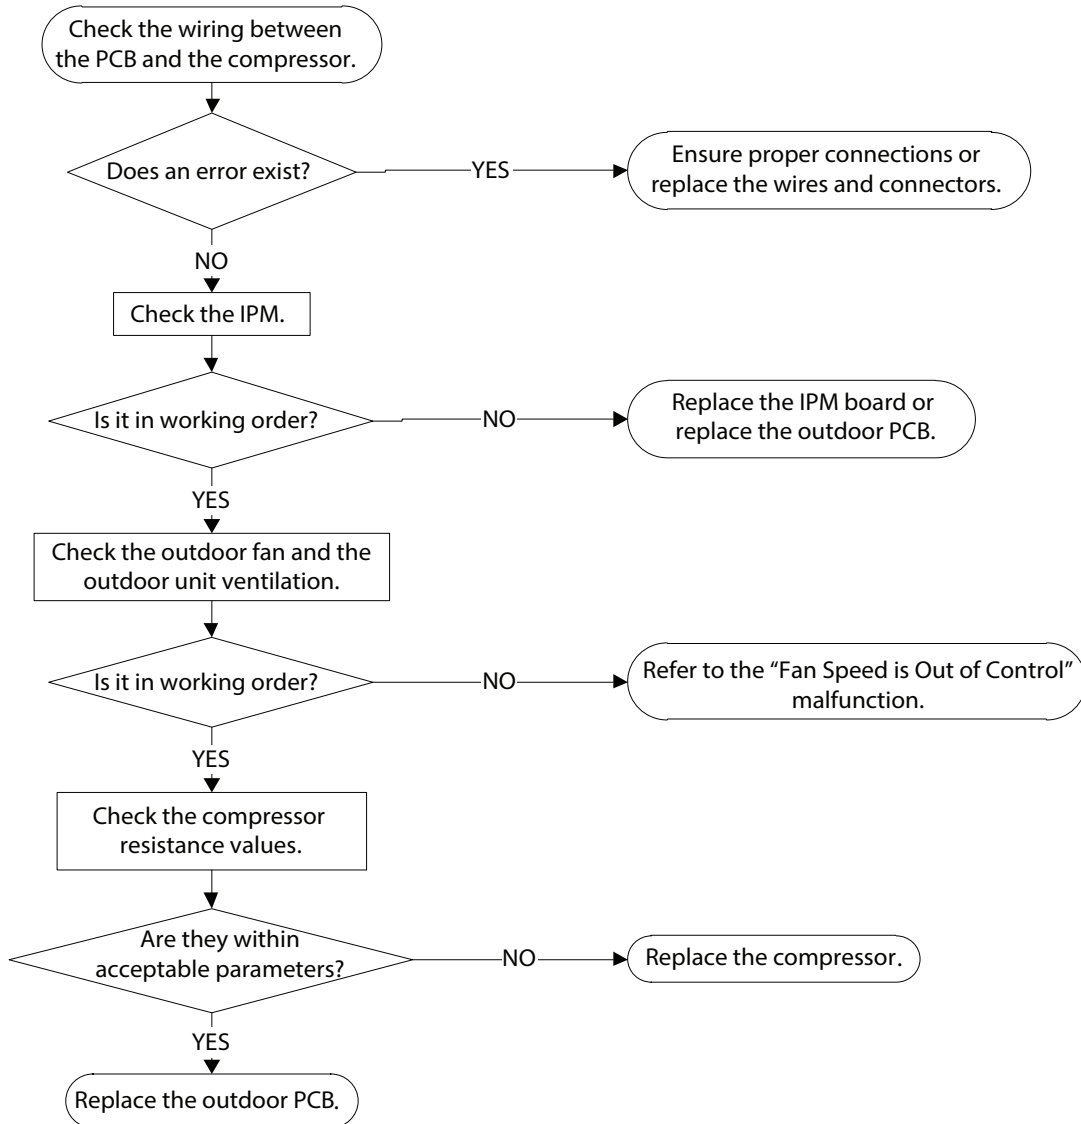 Check the wiring between
the PCB and the compressor.
Does an error exist?
YES
Ensure proper connections or
replace the wires and connectors.
NO
Check the IPM.
Is it in working order?
NO
Replace the IPM board or
replace the outdoor PCB.
YES
Check the outdoor fan and the
outdoor unit ventilation.
Is it in working order?
NO
Refer to the “Fan Speed is Out of Control”
malfunction.
YES
Check the compressor
resistance values.
Are they within
acceptable parameters?
NO
Replace the compressor.
YES
Replace the outdoor PCB.